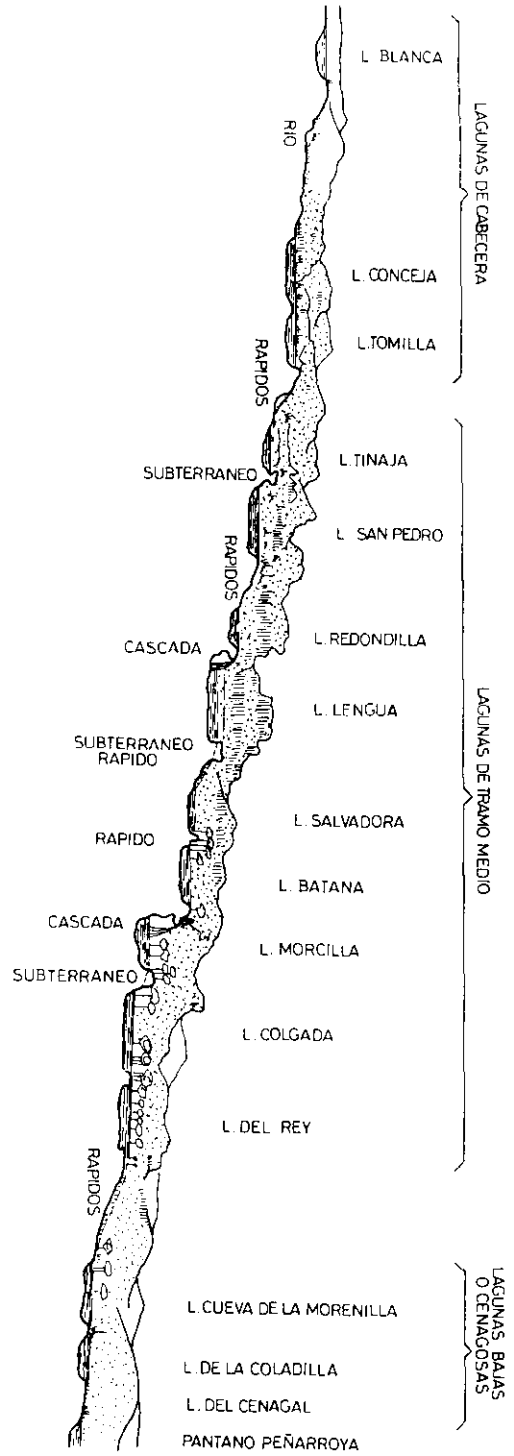 L. BLANCA
RIO
LAGUNAS DE CABECERA
L. CONCEJA
L. TOMILLA
RAPIDOS
L. TINAJA
SUBTERRANEO
L. SAN PEDRO
RAPIDOS
L. REDONDILLA
CASCADA
L. LENGUA
LAGUNAS DE TRAMO MEDIO
SUBTERRANEO
RAPIDO
L. SALVADORA
RAPIDO
L. BATANA
CASCADA
L. MORCILLA
SUBTERRANEO
L. COLGADA
L. DEL REY
RAPIDOS
LAGUNAS BAJAS
O CENAGOSAS
L. CUEVA DE LA MORENILLA
L. DE LA COLADILLA
L. DEL CENAGAL
PANTANO PEÑARROYA